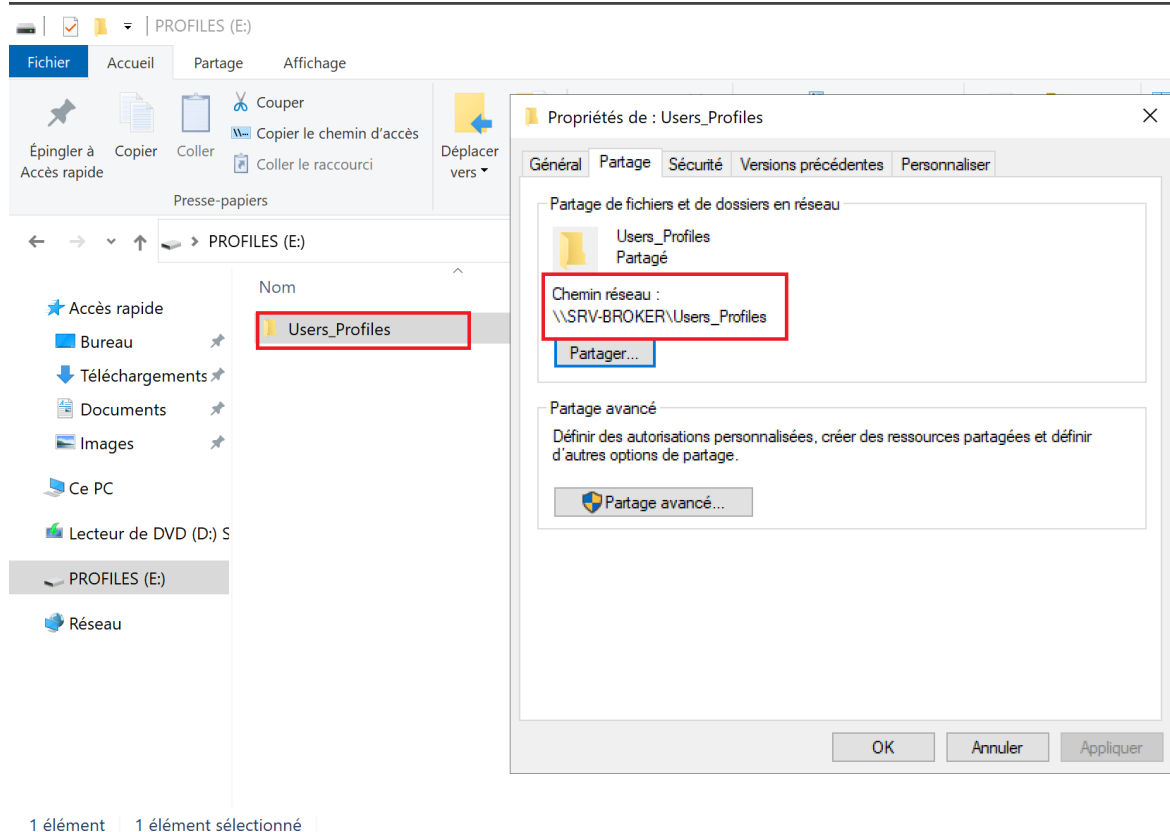 PROFILES (E:)
Fichier Accueil Partage Affichage
Épingler à
Accès rapide
Copier
Coller
Couper
Copier le chemin d'accès
Coller le raccourci
Déplacer
vers
Presse-papiers
PROFILES (E:)
Nom
Users_Profiles
Accès rapide
Bureau
Téléchargements
Documents
Images
Ce PC
Lecteur de DVD (D:) S
PROFILES (E:)
Réseau
1 élément 1 élément sélectionné
Propriétés de : Users_Profiles
Général Partage Sécurité Versions précédentes Personnaliser
Partage de fichiers et de dossiers en réseau
Users_Profiles
Partagé
Chemin réseau :
\\SRV-BROKER\Users_Profiles
Partager...
Partage avancé
Définir des autorisations personnalisées, créer des ressources partagées et définir
d'autres options de partage.
Partage avancé...
OK Annuler Appliquer